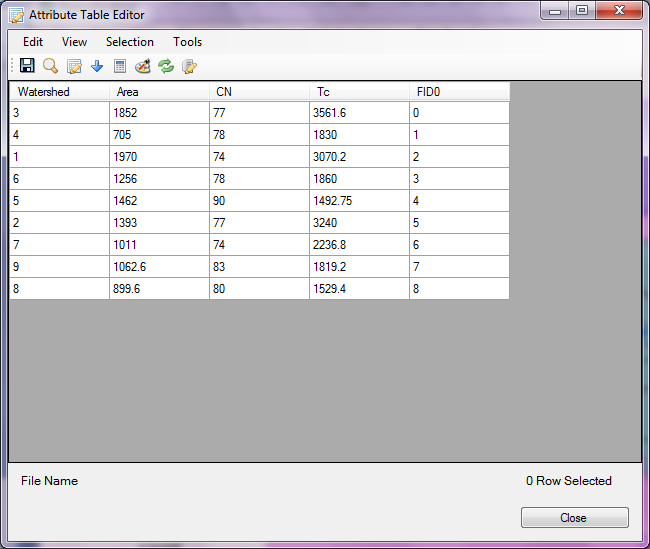 Attribute Table Editor
Edit View Selection Tools
Watershed Area CN Tc FID0
3 1852 77 3561.6 0
4 705 78 1830 1
1 1970 74 3070.2 2
6 1256 78 1860 3
5 1462 90 1492.75 4
2 1393 77 3240 5
7 1011 74 2236.8 6
9 1062.6 83 1819.2 7
8 899.6 80 1529.4 8
File Name 0 Row Selected
Close